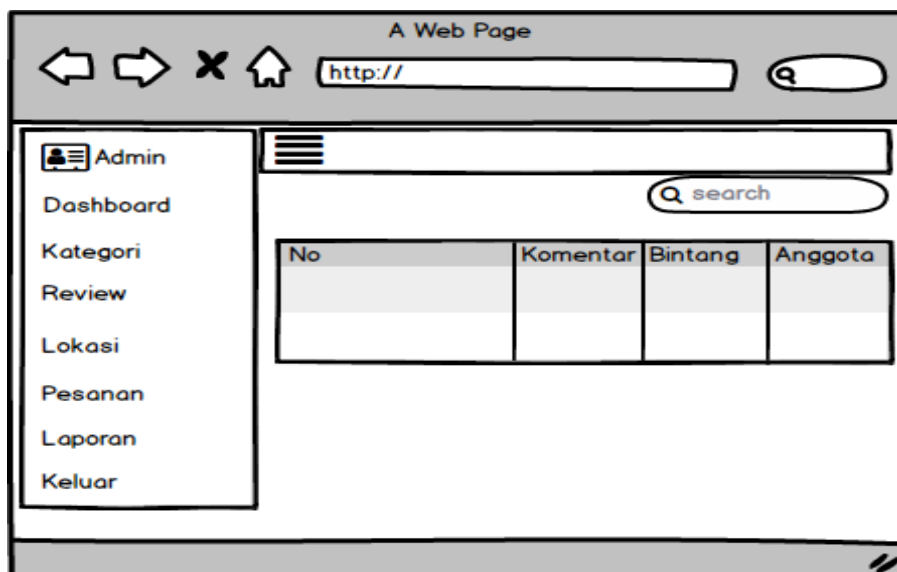 A Web Page
http://
Admin
Dashboard
Kategori
Review
Lokasi
Pesanan
Laporan
Keluar
search
No Komentar Bintang Anggota